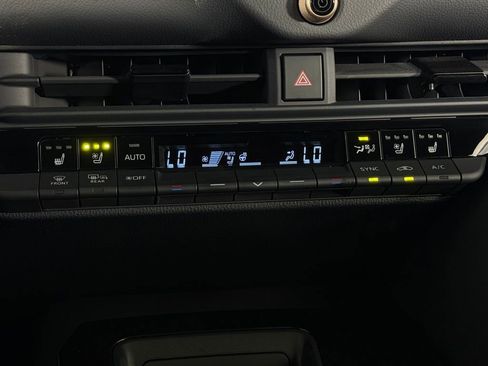 AUTO LO AUTO LO
FRONT REAR OFF SYNC A/C